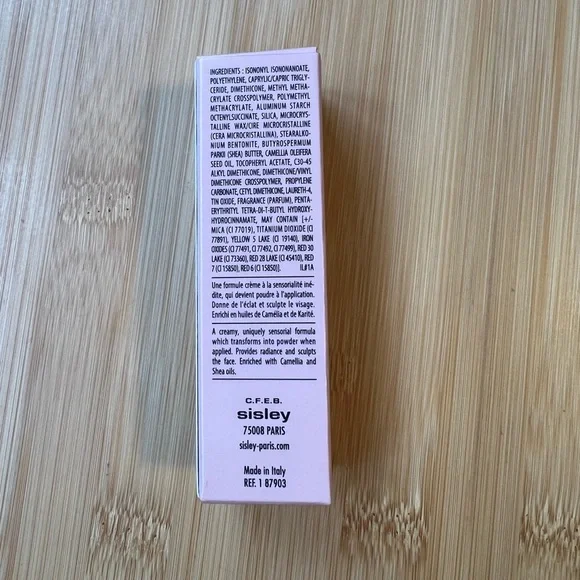 INGREDIENTS : ISONONYL ISONONANOATE,
POLYETHYLENE, CAPRYLIC/CAPRIC TRIGLY-
CERIDE, DIMETHICONE, METHYL METHA-
CRYLATE CROSSPOLYMER, POLYMETHYL
METHACRYLATE, ALUMINUM STARCH
OCTENYLSUCCINATE, SILICA, MICROCRYS-
TALLINE WAX/CIRE MICROCRISTALLINE
(CERA MICROCRISTALLINA), STEARALKO-
NIUM BENTONITE, BUTYROSPERMUM
PARKII (SHEA) BUTTER, CAMELLIA OLEIFERA
SEED OIL, TOCOPHERYL ACETATE, C30-45
ALKYL DIMETHICONE, DIMETHICONE/VINYL
DIMETHICONE CROSSPOLYMER, PROPYLENE
CARBONATE, CETYL DIMETHICONE, LAURETH-4,
TIN OXIDE, FRAGRANCE (PARFUM), PENTA-
ERYTHRITYL TETRA-DI-T-BUTYL HYDROXY-
HYDROCINNAMATE, MAY CONTAIN [+/-
MICA (CI 77019), TITANIUM DIOXIDE (CI
77891), YELLOW 5 LAKE (CI 19140), IRON
OXIDES (CI 77491, CI 77492, CI 77499), RED 30
LAKE (CI 73360), RED 28 LAKE (CI 45410), RED
7 (CI 15850), RED 6 (CI 15850)]. IL#1A
Une formule crème à la sensorialité iné-
dite, qui devient poudre à l'application.
Donne de l'éclat et sculpte le visage.
Enrichi en huiles de Camélia et de Karité.
A creamy, uniquely sensorial formula
which transforms into powder when
applied. Provides radiance and sculpts
the face. Enriched with Camellia and
Shea oils.
C.F.E.B.
sisley
75008 PARIS
sisley-paris.com
Made in Italy
REF. 1 87903